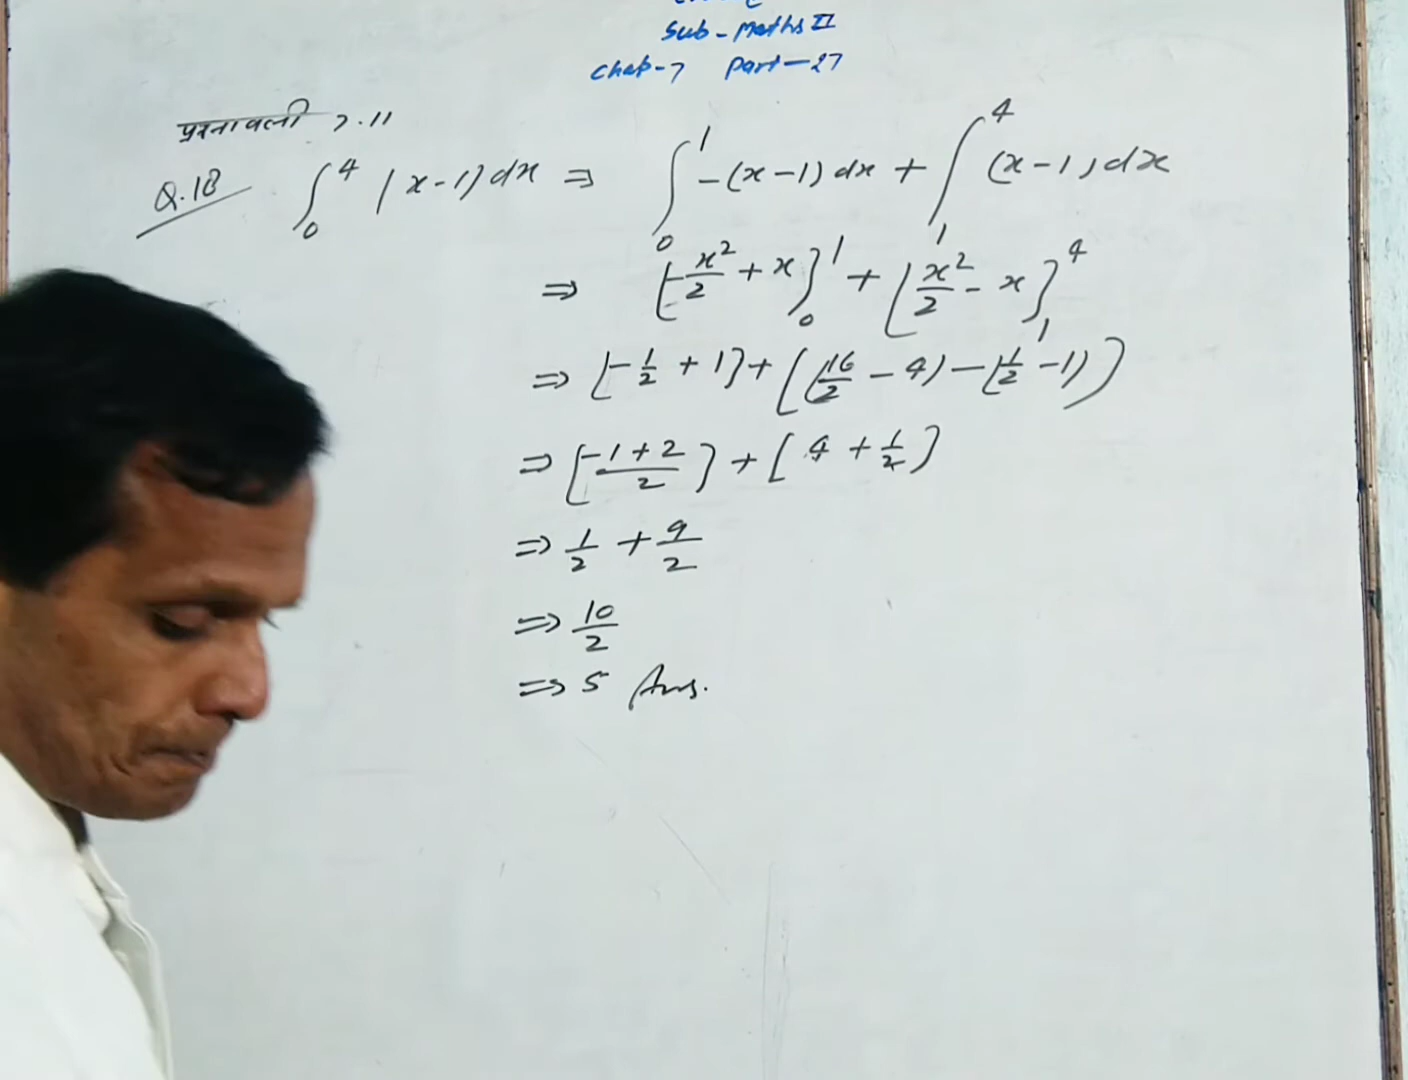 Sub - Maths II
Chap-7 Part-27
प्रश्नावली 7.11
Q.18 ∫₀⁴ |x-1| dx ⇒ ∫₀¹ -(x-1) dx + ∫₁⁴ (x-1) dx
⇒ [-x²/2 + x]₀¹ + [x²/2 - x]₁⁴
⇒ [-1/2 + 1] + [(16/2 - 4) - (1/2 - 1)]
⇒ [(-1+2)/2] + [4 + 1/2]
⇒ 1/2 + 9/2
⇒ 10/2
⇒ 5 Ans.